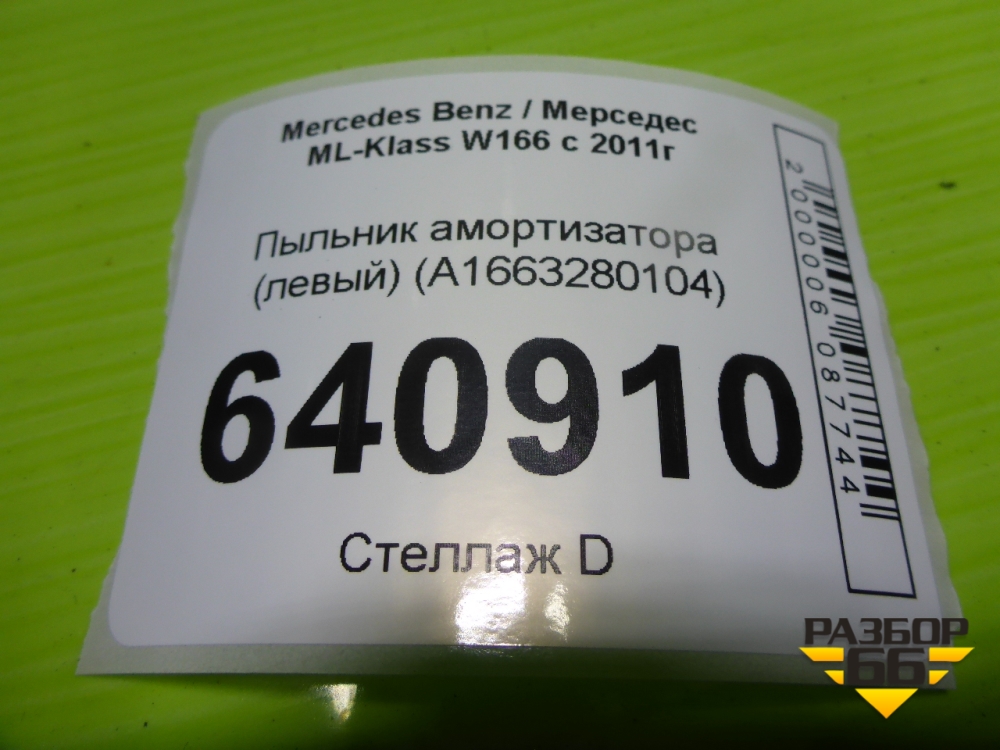 Mercedes Benz / Мерседес
ML-Klass W166 с 2011г
Пыльник амортизатора
(левый) (A1663280104)
640910
Стеллаж D
2000006087744
РАЗБОР
66